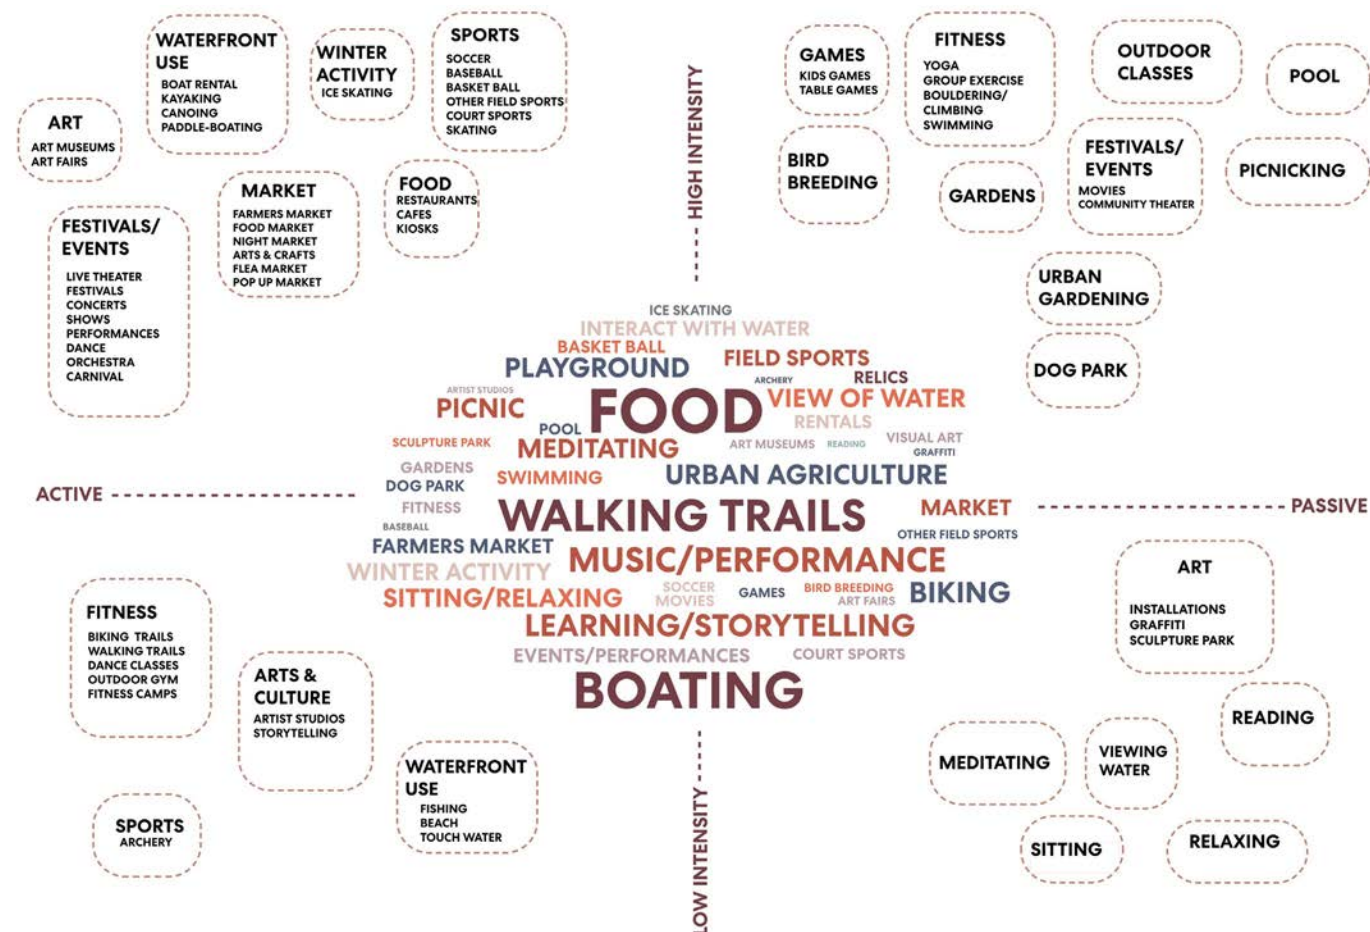 WATERFRONT
USE
BOAT RENTAL
KAYAKING
CANOING
PADDLE-BOATING
WINTER
ACTIVITY
ICE SKATING
SPORTS
SOCCER
BASEBALL
BASKET BALL
OTHER FIELD SPORTS
COURT SPORTS
SKATING
ART
ART MUSEUMS
ART FAIRS
MARKET
FARMERS MARKET
FOOD MARKET
NIGHT MARKET
ARTS & CRAFTS
FLEA MARKET
POP UP MARKET
FOOD
RESTAURANTS
CAFES
KIOSKS
FESTIVALS/
EVENTS
LIVE THEATER
FESTIVALS
CONCERTS
SHOWS
PERFORMANCES
DANCE
ORCHESTRA
CARNIVAL
HIGH INTENSITY
GAMES
KIDS GAMES
TABLE GAMES
FITNESS
YOGA
GROUP EXERCISE
BOULDERING/
CLIMBING
SWIMMING
OUTDOOR
CLASSES
POOL
BIRD
BREEDING
GARDENS
FESTIVALS/
EVENTS
MOVIES
COMMUNITY THEATER
PICNICKING
URBAN
GARDENING
DOG PARK
ICE SKATING
INTERACT WITH WATER
BASKET BALL
FIELD SPORTS
PLAYGROUND
ARCHERY
RELICS
ARTIST STUDIOS
PICNIC
FOOD
VIEW OF WATER
RENTALS
POOL
SCULPTURE PARK
MEDITATING
ART MUSEUMS
READING
VISUAL ART
GRAFFITI
GARDENS
DOG PARK
SWIMMING
URBAN AGRICULTURE
ACTIVE
PASSIVE
FITNESS
WALKING TRAILS
MARKET
BASEBALL
OTHER FIELD SPORTS
FARMERS MARKET
MUSIC/PERFORMANCE
WINTER ACTIVITY
SITTING/RELAXING
SOCCER
MOVIES
GAMES
BIRD BREEDING
ART FAIRS
BIKING
LEARNING/STORYTELLING
EVENTS/PERFORMANCES
COURT SPORTS
BOATING
FITNESS
BIKING TRAILS
WALKING TRAILS
DANCE CLASSES
OUTDOOR GYM
FITNESS CAMPS
ARTS &
CULTURE
ARTIST STUDIOS
STORYTELLING
WATERFRONT
USE
FISHING
BEACH
TOUCH WATER
SPORTS
ARCHERY
LOW INTENSITY
ART
INSTALLATIONS
GRAFFITI
SCULPTURE PARK
READING
MEDITATING
VIEWING
WATER
SITTING
RELAXING